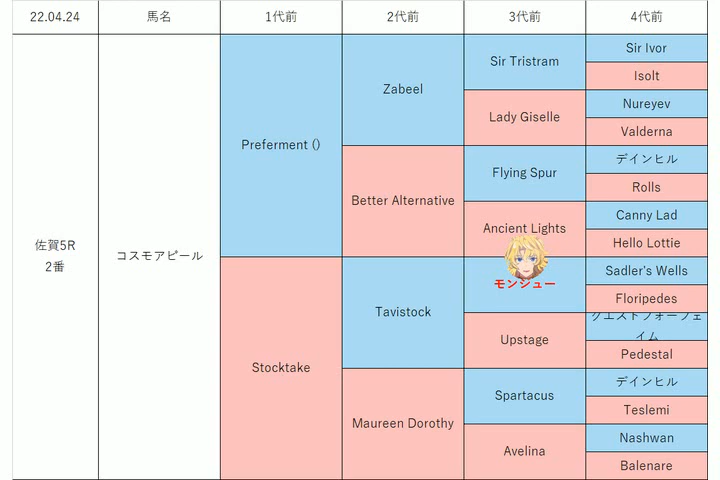 22.04.24 馬名 1代前 2代前 3代前 4代前
佐賀5R
2番
コスモアピール
Preferment ()
Stocktake
Zabeel
Better Alternative
Tavistock
Maureen Dorothy
Sir Tristram
Lady Giselle
Flying Spur
Ancient Lights
モンジュー
Upstage
Spartacus
Avelina
Sir Ivor
Isolt
Nureyev
Valderna
デインヒル
Rolls
Canny Lad
Hello Lottie
Sadler's Wells
Floripedes
クエストフォーフェ
イム
Pedestal
デインヒル
Teslemi
Nashwan
Balenare